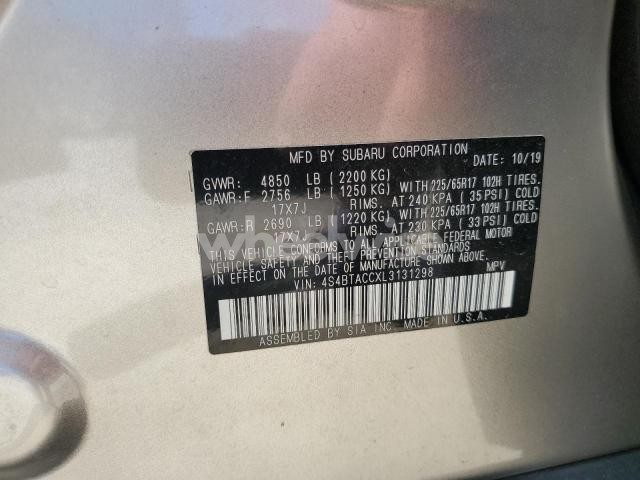 MFD BY SUBARU CORPORATION DATE: 10/19
GVWR: 4850 LB (2200 KG)
GAWR:F 2756 LB (1250 KG) WITH 225/65R17 102H TIRES.
17X7J RIMS. AT 240 KPA (35 PSI) COLD
GAWR:R 2690 LB (1220 KG) WITH 225/65R17 102H TIRES.
17X7J RIMS. AT 230 KPA (33 PSI) COLD
THIS VEHICLE CONFORMS TO ALL APPLICABLE FEDERAL MOTOR
VEHICLE SAFETY AND THEFT PREVENTION STANDARDS
IN EFFECT ON THE DATE OF MANUFACTURE SHOWN ABOVE.
VIN: 4S4BTACCXL3131298 MPV
ASSEMBLED BY SIA INC. MADE IN U.S.A.